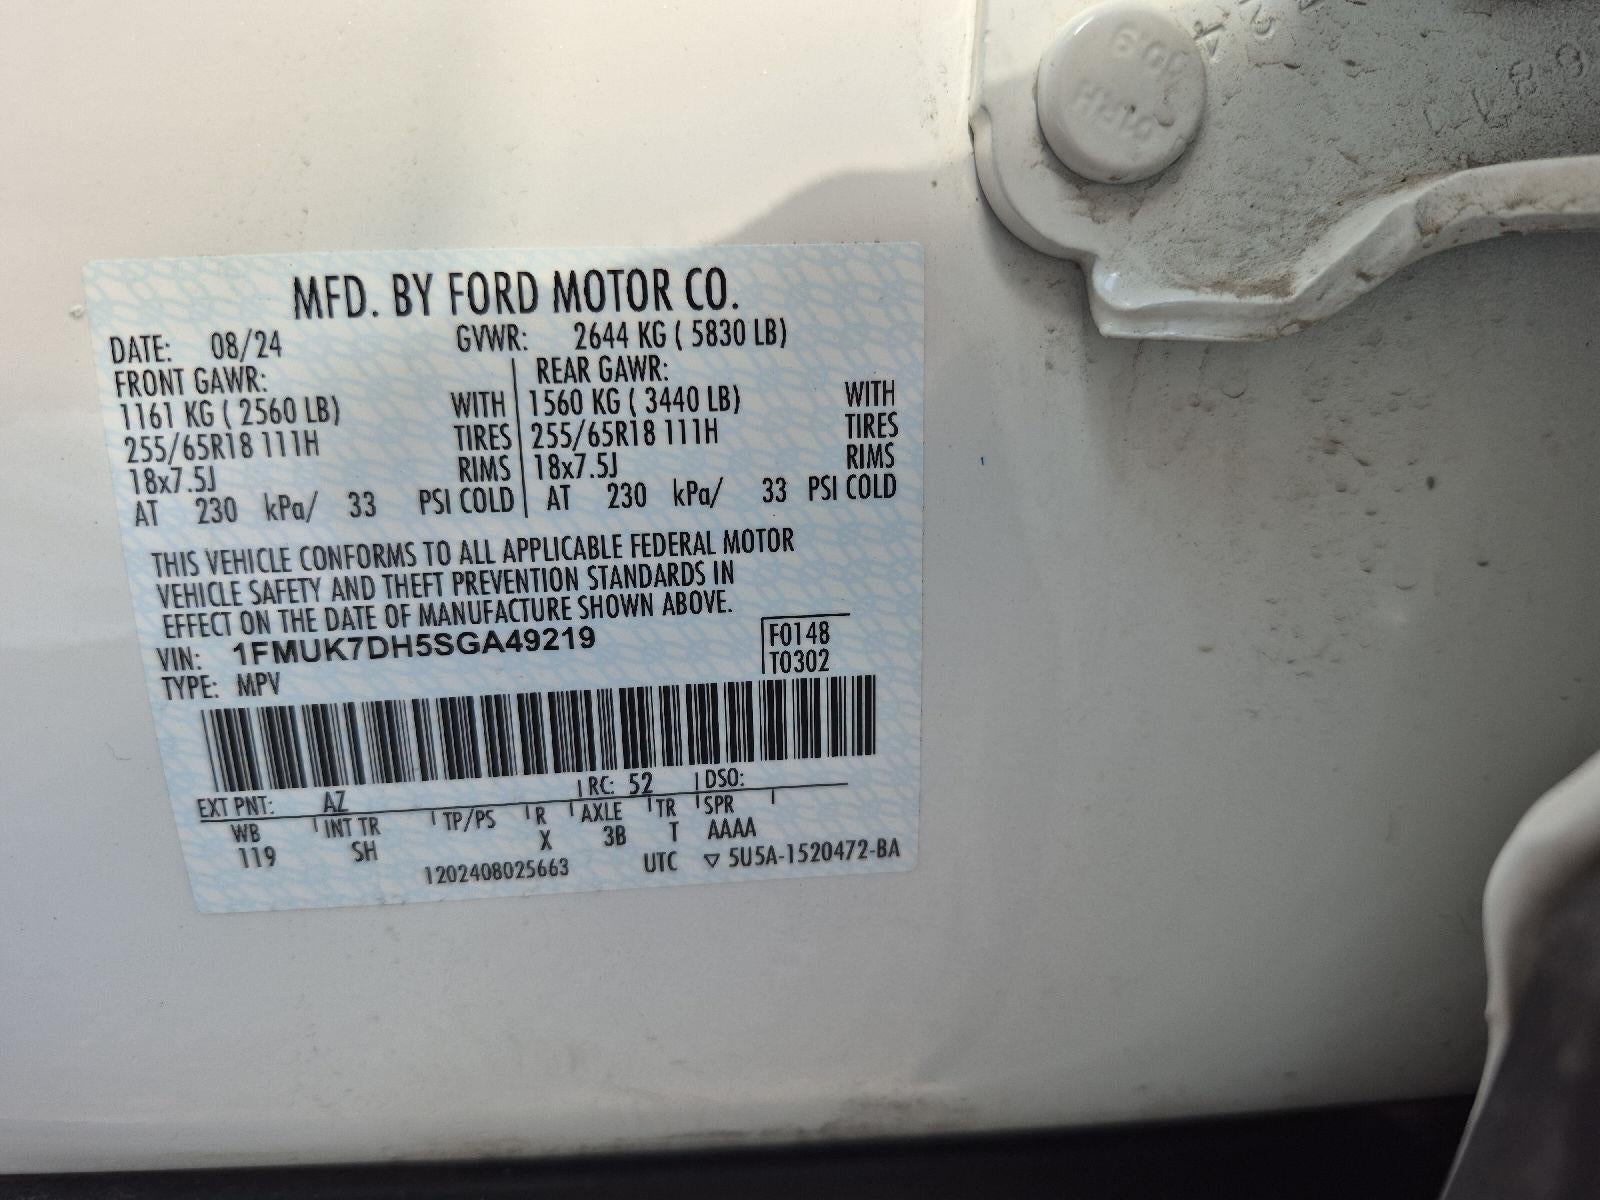 MFD. BY FORD MOTOR CO.
DATE: 08/24 GVWR: 2644 KG ( 5830 LB)
FRONT GAWR: REAR GAWR:
1161 KG ( 2560 LB) WITH 1560 KG ( 3440 LB) WITH
255/65R18 111H TIRES 255/65R18 111H TIRES
18x7.5J RIMS 18x7.5J RIMS
AT 230 kPa/ 33 PSI COLD AT 230 kPa/ 33 PSI COLD
THIS VEHICLE CONFORMS TO ALL APPLICABLE FEDERAL MOTOR
VEHICLE SAFETY AND THEFT PREVENTION STANDARDS IN
EFFECT ON THE DATE OF MANUFACTURE SHOWN ABOVE.
VIN: 1FMUK7DH5SGA49219 F0148
TYPE: MPV T0302
EXT PNT: AZ RC: 52 DSO:
WB INT TR TP/PS R AXLE TR SPR
119 SH X 3B T AAAA
1202408025663 UTC ▽ 5U5A-1520472-BA
10.9